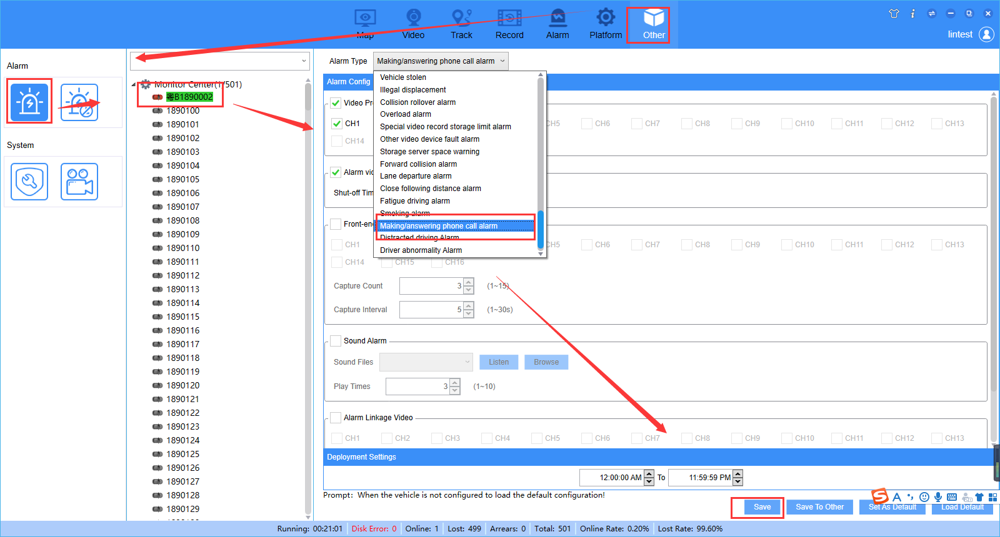 Map Video Track Record Alarm Platform Other
lintest
Alarm
System
Monitor Center(1/501)
粤B1890002
1890100
1890101
1890102
1890103
1890104
1890105
1890106
1890107
1890108
1890109
1890110
1890111
1890112
1890113
1890114
1890115
1890116
1890117
1890118
1890119
1890120
1890121
1890122
1890123
1890124
1890125
1890126
1890127
1890128
1890129
Alarm Type Making/answering phone call alarm
Alarm Config
Vehicle stolen
Illegal displacement
Collision rollover alarm
Overload alarm
Special video record storage limit alarm
Other video device fault alarm
Storage server space warning
Forward collision alarm
Lane departure alarm
Close following distance alarm
Fatigue driving alarm
Smoking alarm
Making/answering phone call alarm
Distracted driving Alarm
Driver abnormality Alarm
Video Pr
CH1 CH5 CH6 CH7 CH8 CH9 CH10 CH11 CH12 CH13
CH14
Alarm vi
Shut-off Tim
Front-en
CH1 CH5 CH6 CH7 CH8 CH9 CH10 CH11 CH12 CH13
CH14 CH15 CH16
Capture Count 3 (1~15)
Capture Interval 5 (1~30s)
Sound Alarm
Sound Files Listen Browse
Play Times 3 (1~10)
Alarm Linkage Video
CH1 CH2 CH3 CH4 CH5 CH6 CH7 CH8 CH9 CH10 CH11 CH12 CH13
Deployment Settings
12:00:00 AM To 11:59:59 PM
Prompt: When the vehicle is not configured to load the default configuration!
Save Save To Other Set As Default Load Default
Running: 00:21:01 Disk Error: 0 Online: 1 Lost: 499 Arrears: 0 Total: 501 Online Rate: 0.20% Lost Rate: 99.60%